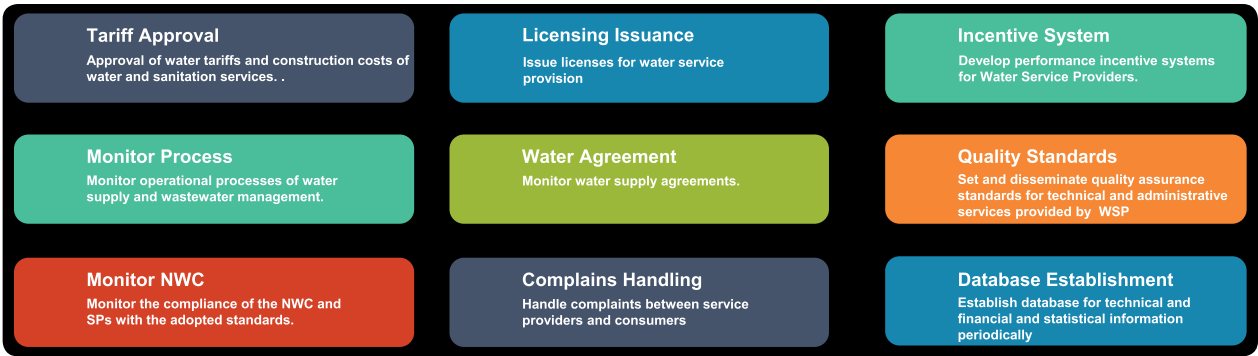 Tariff Approval
Approval of water tariffs and construction costs of
water and sanitation services. .
Licensing Issuance
Issue licenses for water service
provision
Incentive System
Develop performance incentive systems
for Water Service Providers.
Monitor Process
Monitor operational processes of water
supply and wastewater management.
Water Agreement
Monitor water supply agreements.
Quality Standards
Set and disseminate quality assurance
standards for technical and administrative
services provided by  WSP
Monitor NWC
Monitor the compliance of the NWC and
SPs with the adopted standards.
Complains Handling
Handle complaints between service
providers and consumers
Database Establishment
Establish database for technical and
financial and statistical information
periodically